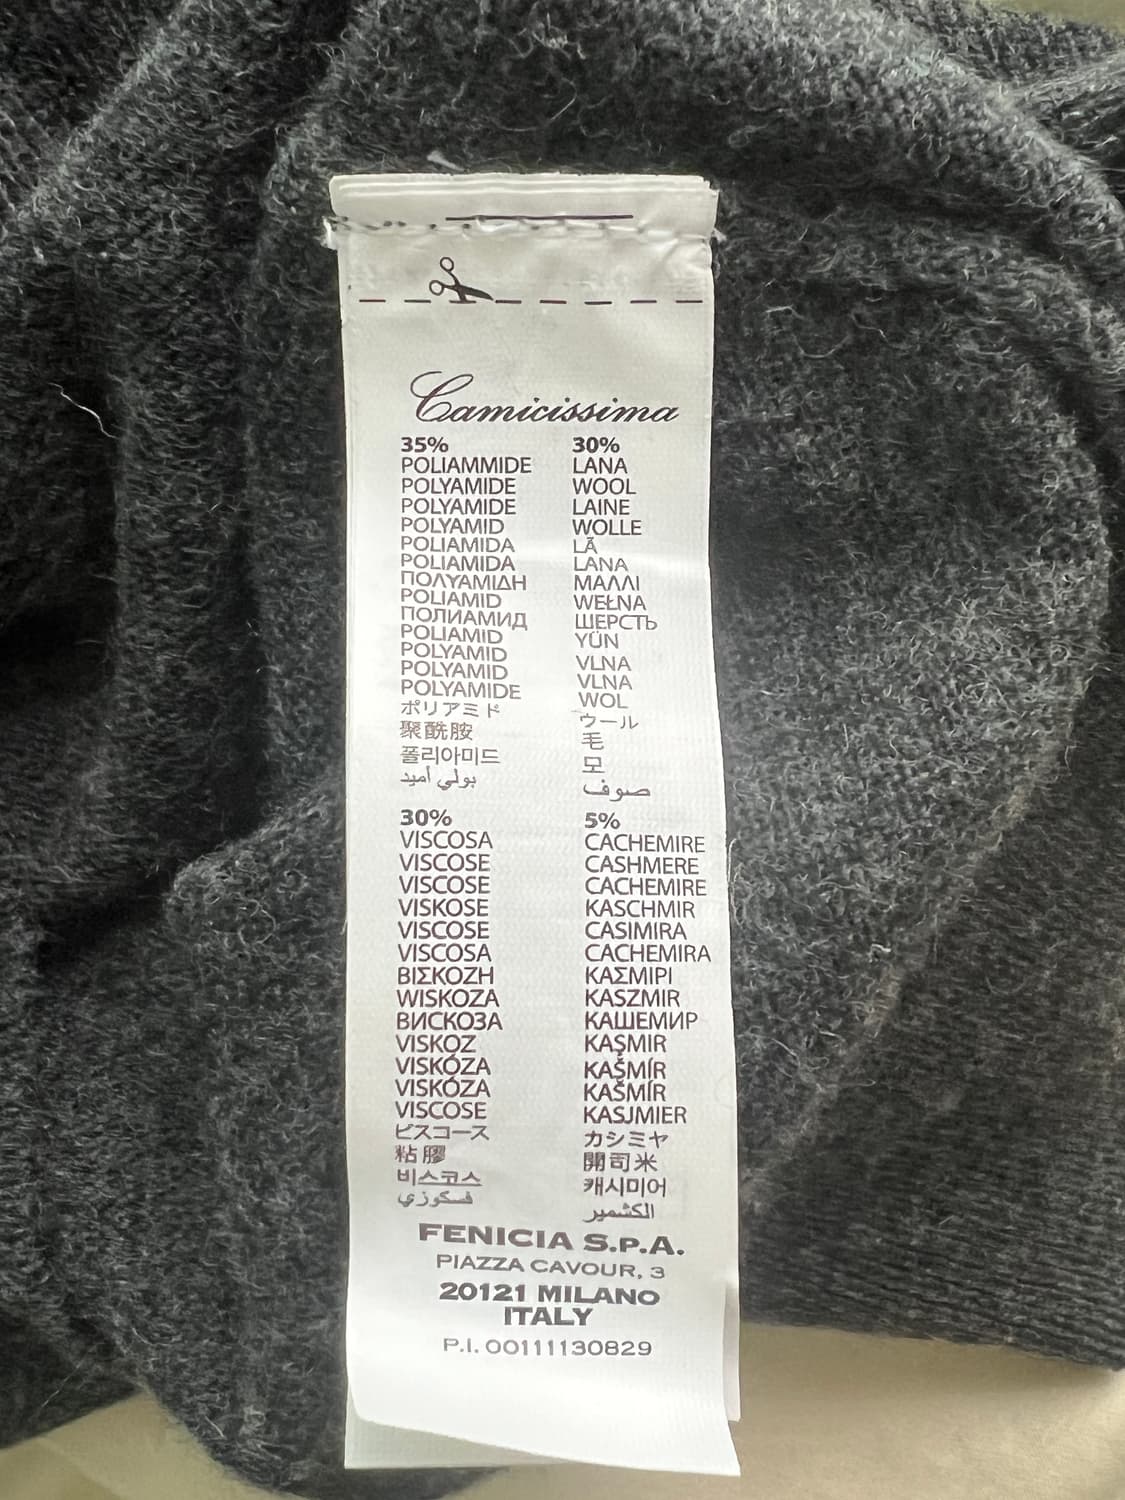 Camicissima
35%
POLIAMMIDE
POLYAMIDE
POLYAMIDE
POLYAMID
POLIAMIDA
POLIAMIDA
ΠΟΛΥΑΜΙΔΗ
POLIAMID
ПОЛИАМИД
POLIAMID
POLYAMID
POLYAMID
POLYAMIDE
ポリアミド
聚酰胺
폴리아미드
بولي أميد
30%
LANA
WOOL
LAINE
WOLLE
LÃ
LANA
ΜΑΛΛΙ
WEŁNA
ШЕРСТЬ
YÜN
VLNA
VLNA
WOL
ウール
毛
모
صوف
30%
VISCOSA
VISCOSE
VISCOSE
VISKOSE
VISCOSE
VISCOSA
ΒΙΣΚΟΖΗ
WISKOZA
ВИСКОЗА
VISKOZ
VISKÓZA
VISKÓZA
VISCOSE
ビスコース
粘膠
비스코스
فسكوزي
5%
CACHEMIRE
CASHMERE
CACHEMIRE
KASCHMIR
CASIMIRA
CACHEMIRA
ΚΑΣΜΙΡΙ
KASZMIR
КАШЕМИР
KAŞMIR
KAŠMÍR
KAŠMÍR
KASJMIER
カシミヤ
開司米
캐시미어
الكشمير
FENICIA S.P.A.
PIAZZA CAVOUR, 3
20121 MILANO
ITALY
P.I. 00111130829